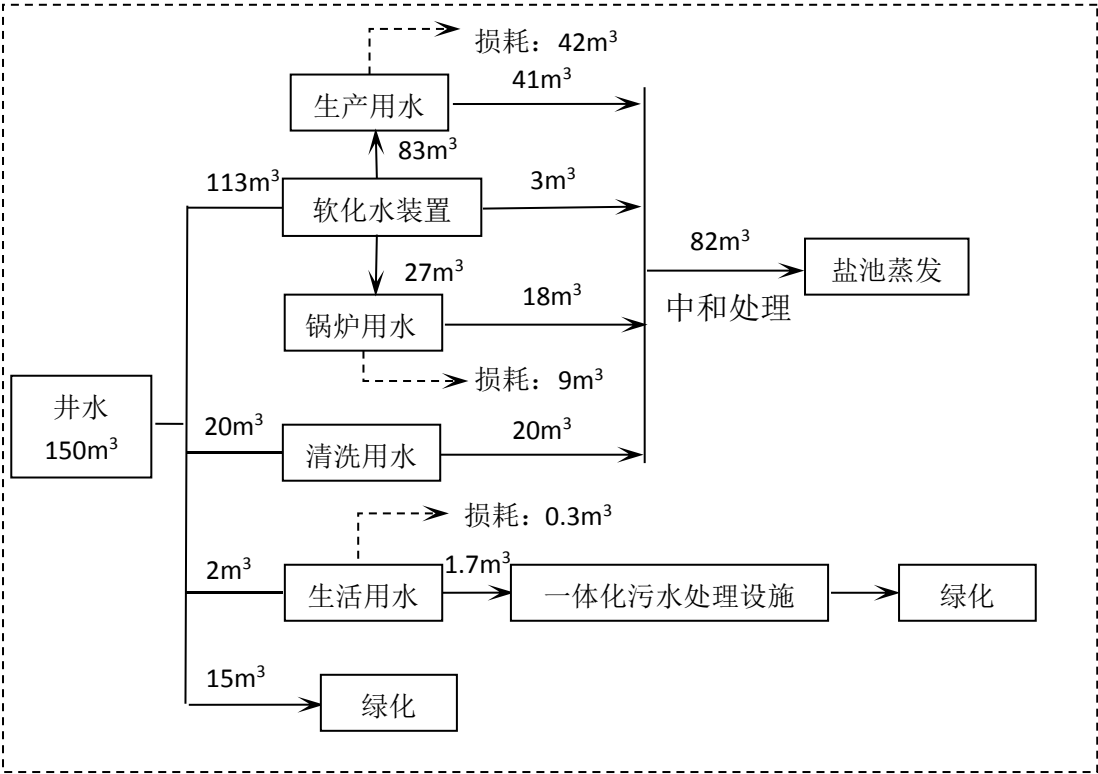 损耗：42m³
41m³
生产用水
83m³
113m³
3m³
软化水装置
82m³
盐池蒸发
27m³
18m³
中和处理
锅炉用水
损耗：9m³
井水
150m³
20m³
20m³
清洗用水
损耗：0.3m³
2m³
1.7m³
生活用水
一体化污水处理设施
绿化
15m³
绿化